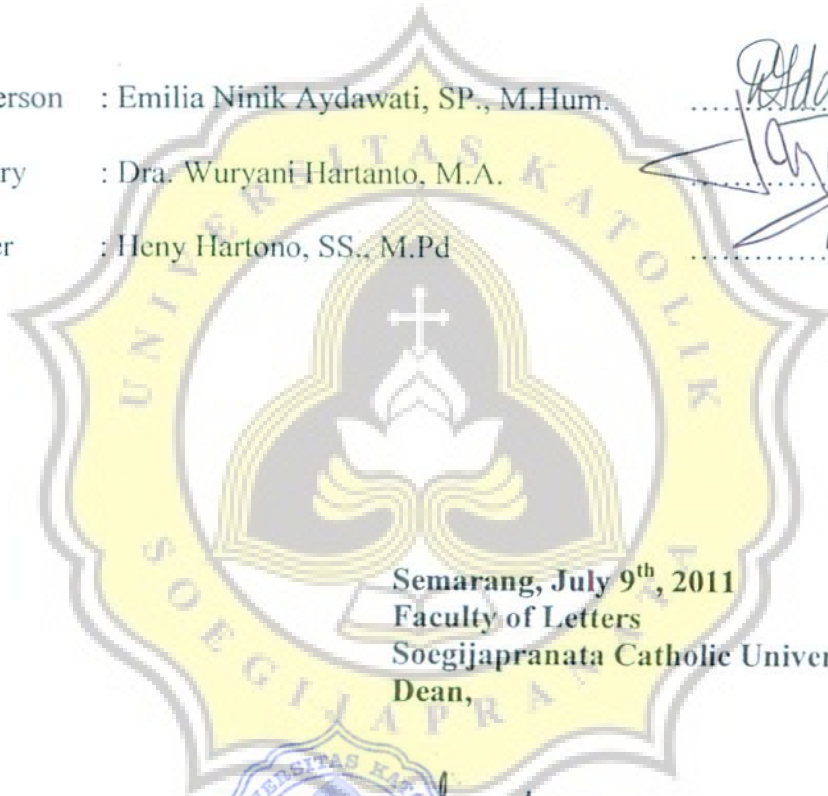 erson : Emilia Ninik Aydawati, SP., M.Hum.
ry : Dra. Wuryani Hartanto, M.A.
er : Heny Hartono, SS., M.Pd
UNIVERSITAS KATOLIK
SOEGIJAPRANATA
Semarang, July 9th, 2011
Faculty of Letters
Soegijapranata Catholic Univer
Dean,